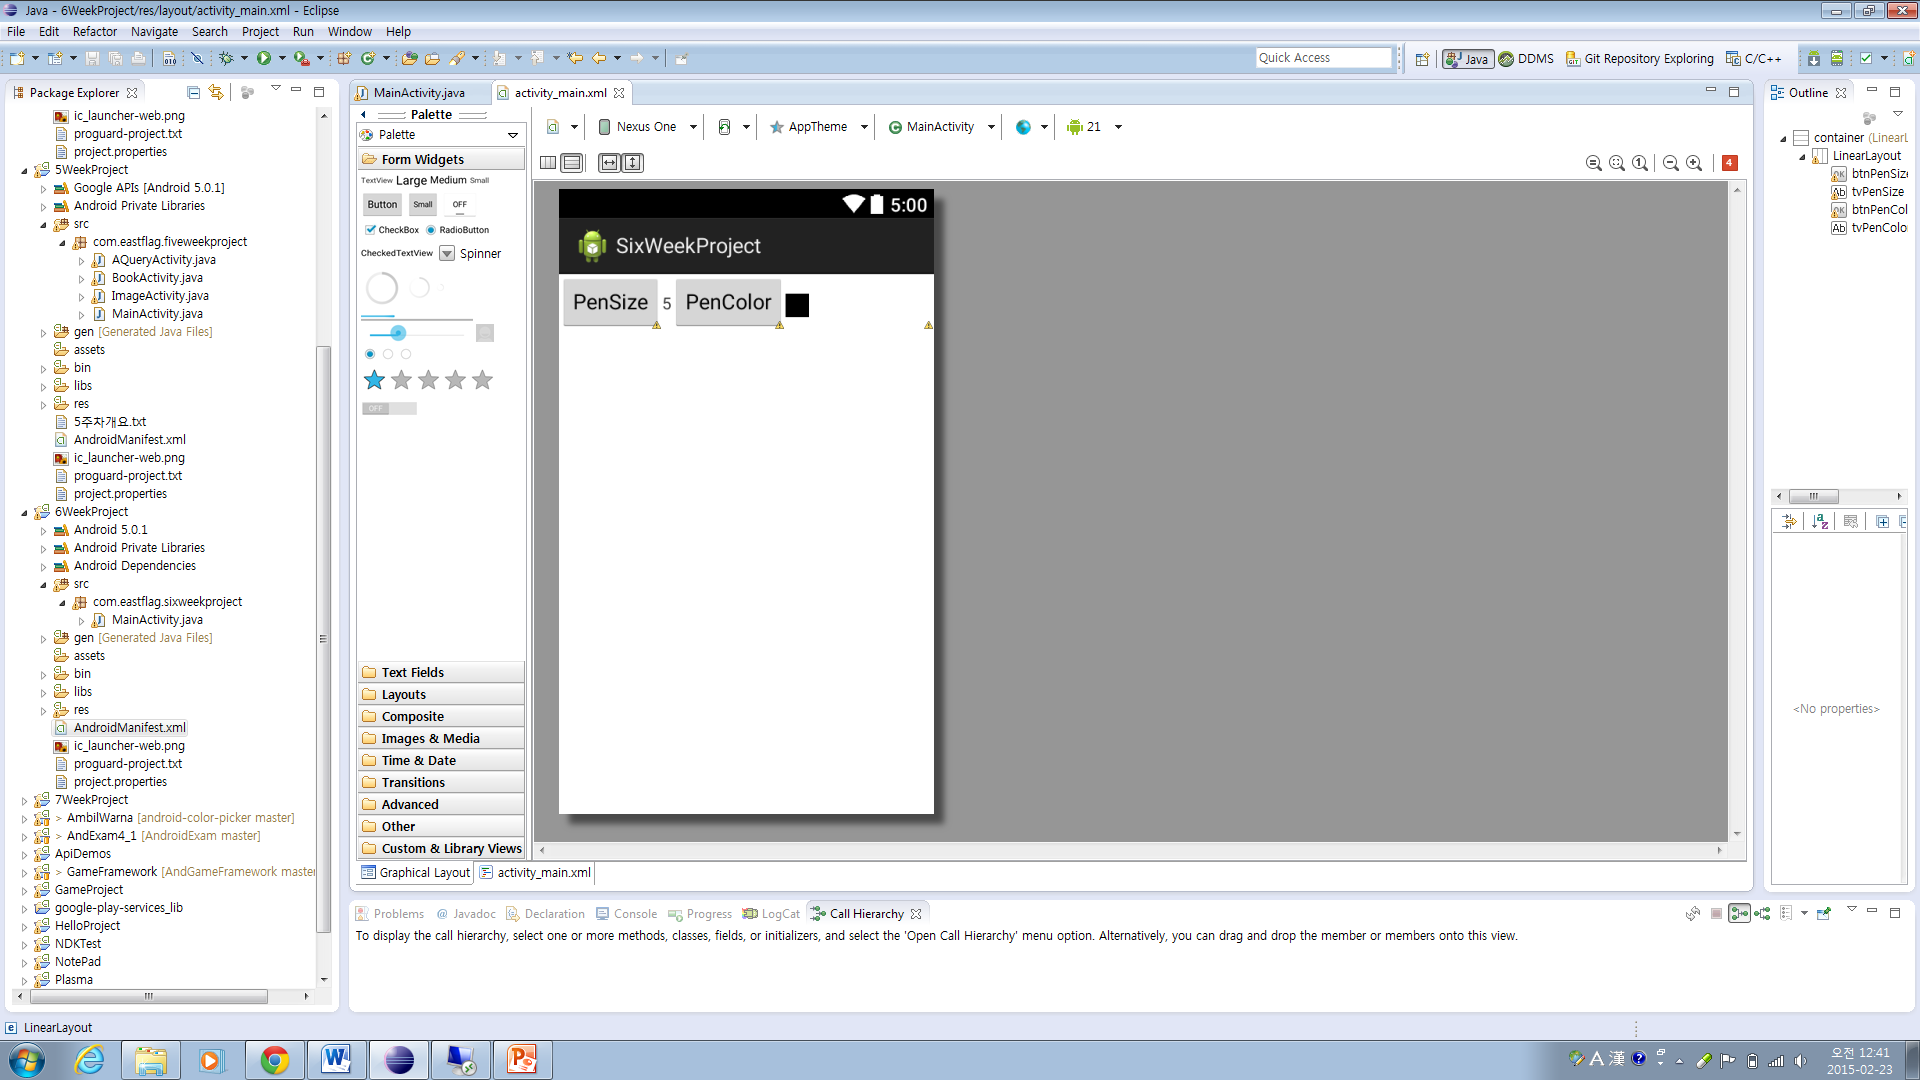 Java - 6WeekProject/res/layout/activity_main.xml - Eclipse
File Edit Refactor Navigate Search Project Run Window Help
Quick Access
Java DDMS Git Repository Exploring C/C++
Package Explorer
ic_launcher-web.png
proguard-project.txt
project.properties
5WeekProject
Google APIs [Android 5.0.1]
Android Private Libraries
src
com.eastflag.fiveweekproject
AQueryActivity.java
BookActivity.java
ImageActivity.java
MainActivity.java
gen [Generated Java Files]
assets
bin
libs
res
5주차개요.txt
AndroidManifest.xml
ic_launcher-web.png
proguard-project.txt
project.properties
6WeekProject
Android 5.0.1
Android Private Libraries
Android Dependencies
src
com.eastflag.sixweekproject
MainActivity.java
gen [Generated Java Files]
assets
bin
libs
res
AndroidManifest.xml
ic_launcher-web.png
proguard-project.txt
project.properties
7WeekProject
> AmbilWarna [android-color-picker master]
> AndExam4_1 [AndroidExam master]
ApiDemos
> GameFramework [AndGameFramework master
GameProject
google-play-services_lib
HelloProject
NDKTest
NotePad
Plasma
MainActivity.java activity_main.xml
Palette
Palette
Form Widgets
TextView Large Medium Small
Button Small OFF
CheckBox RadioButton
CheckedTextView Spinner
OFF
Text Fields
Layouts
Composite
Images & Media
Time & Date
Transitions
Advanced
Other
Custom & Library Views
Nexus One AppTheme MainActivity 21
4
5:00
SixWeekProject
PenSize 5 PenColor
Graphical Layout activity_main.xml
Outline
container (LinearL
LinearLayout
btnPenSize
tvPenSize
btnPenCol
tvPenColo
<No properties>
Problems Javadoc Declaration Console Progress LogCat Call Hierarchy
To display the call hierarchy, select one or more methods, classes, fields, or initializers, and select the 'Open Call Hierarchy' menu option. Alternatively, you can drag and drop the member or members onto this view.
LinearLayout
A 漢
오전 12:41
2015-02-23